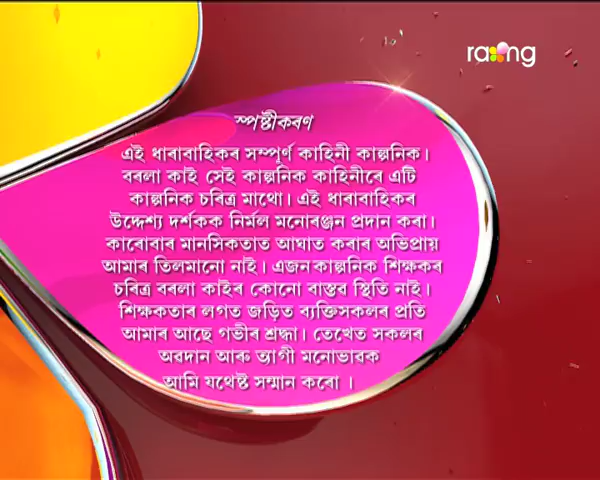 raong
স্পষ্টীকৰণ
এই ধাৰাবাহিকৰ সম্পূৰ্ণ কাহিনী কাল্পনিক।
বৰলা কাই সেই কাল্পনিক কাহিনীৰে এটি
কাল্পনিক চৰিত্ৰ মাথো। এই ধাৰাবাহিকৰ
উদ্দেশ্য দৰ্শকক নিৰ্মল মনোৰঞ্জন প্ৰদান কৰা।
কাৰোবাৰ মানসিকতাত আঘাত কৰাৰ অভিপ্ৰায়
আমাৰ তিলমানো নাই। এজন কাল্পনিক শিক্ষকৰ
চৰিত্ৰ বৰলা কাইৰ কোনো বাস্তৱ স্থিতি নাই।
শিক্ষকতাৰ লগত জড়িত ব্যক্তিসকলৰ প্ৰতি
আমাৰ আছে গভীৰ শ্ৰদ্ধা। তেখেত সকলৰ
অৱদান আৰু ত্যাগী মনোভাৱক
আমি যথেষ্ট সন্মান কৰো ।